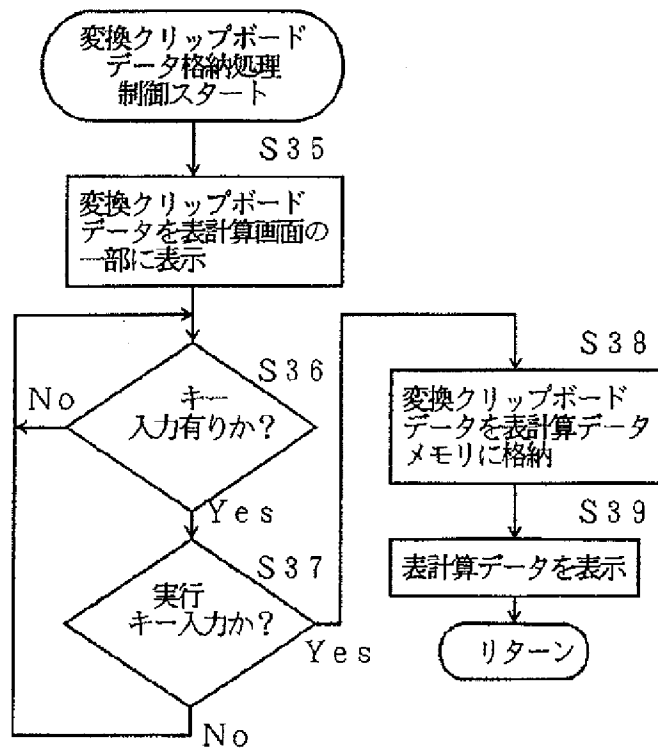 変換クリップボード
データ格納処理
制御スタート
S35
変換クリップボード
データを表計算画面の
一部に表示
S36
No
キー
入力有りか？
Yes
S37
実行
キー入力か？
Yes
No
S38
変換クリップボード
データを表計算データ
メモリに格納
S39
表計算データを表示
リターン